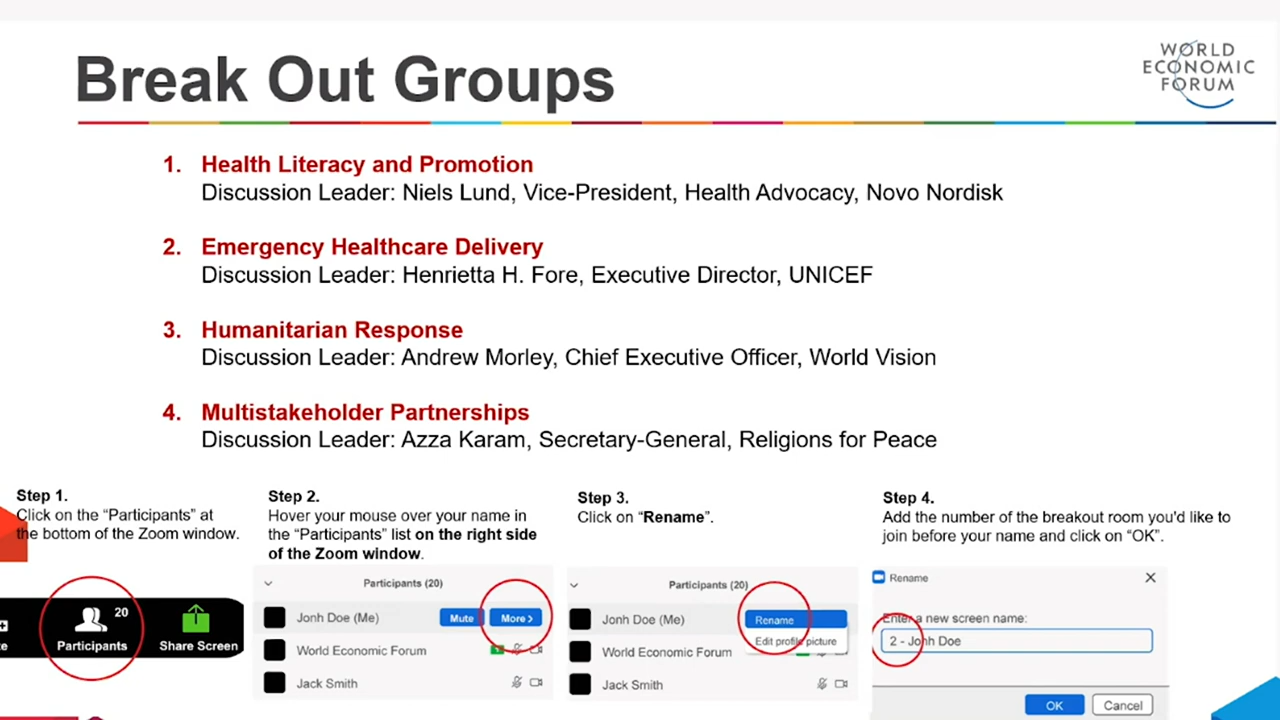 Break Out Groups
WORLD
ECONOMIC
FORUM
1. Health Literacy and Promotion
Discussion Leader: Niels Lund, Vice-President, Health Advocacy, Novo Nordisk
2. Emergency Healthcare Delivery
Discussion Leader: Henrietta H. Fore, Executive Director, UNICEF
3. Humanitarian Response
Discussion Leader: Andrew Morley, Chief Executive Officer, World Vision
4. Multistakeholder Partnerships
Discussion Leader: Azza Karam, Secretary-General, Religions for Peace
Step 1.
Click on the “Participants” at
the bottom of the Zoom window.
20
Participants
Share Screen
Step 2.
Hover your mouse over your name in
the “Participants” list on the right side
of the Zoom window.
Participants (20)
Jonh Doe (Me)
Mute
More >
World Economic Forum
Jack Smith
Step 3.
Click on “Rename”.
Participants (20)
Jonh Doe (Me)
Rename
Edit profile picture
World Economic Forum
Jack Smith
Step 4.
Add the number of the breakout room you'd like to
join before your name and click on “OK”.
Rename
Enter a new screen name:
2 - Jonh Doe
OK
Cancel